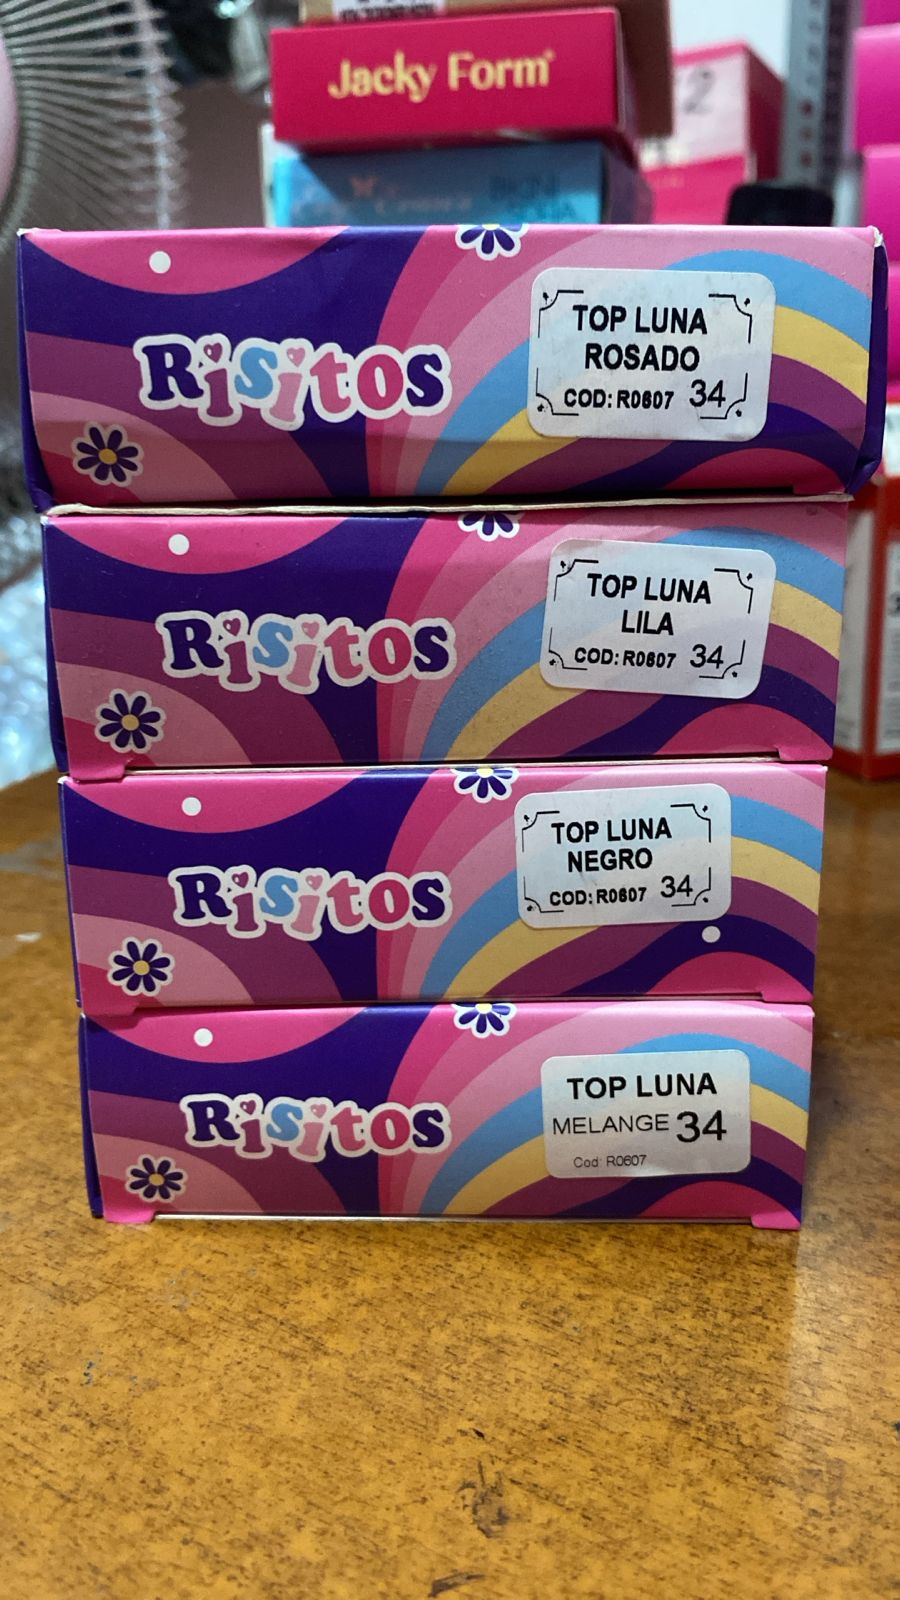 Jacky Form
2
Risitos
TOP LUNA
ROSADO
COD: R0607 34
Risitos
TOP LUNA
LILA
COD: R0607 34
Risitos
TOP LUNA
NEGRO
COD: R0607 34
Risitos
TOP LUNA
MELANGE 34
Cod: R0607